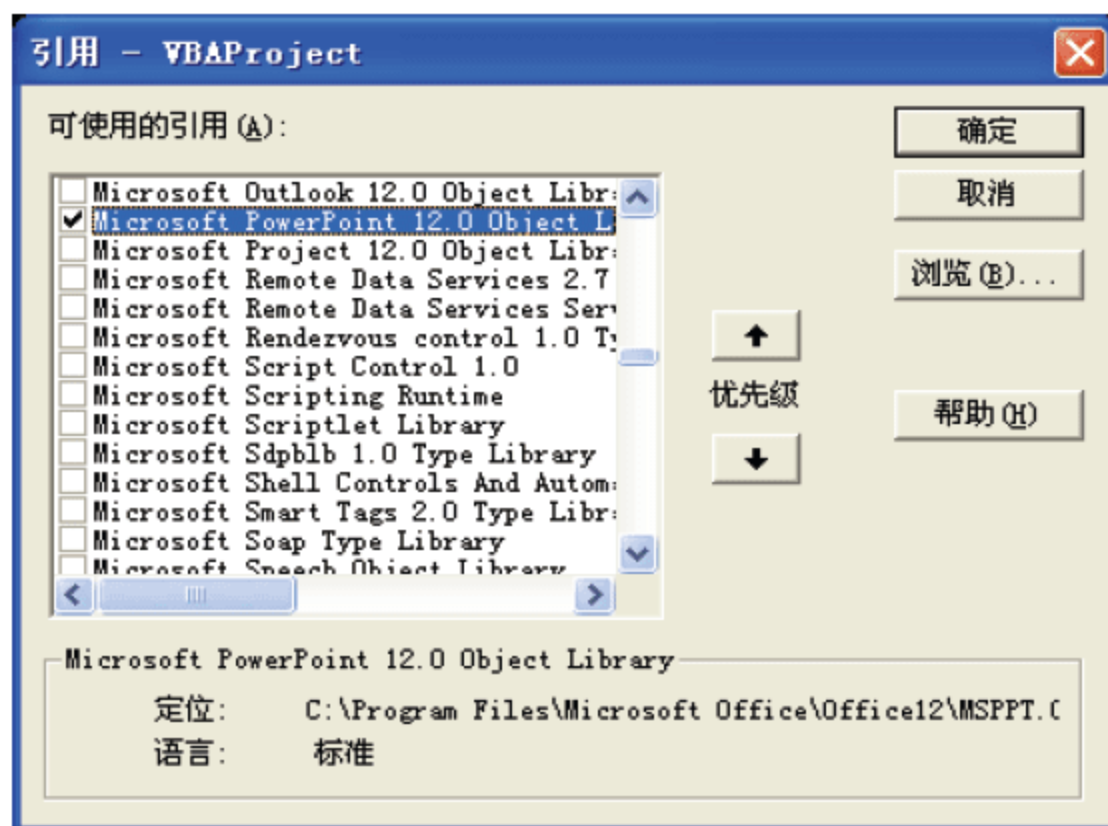 引用 - VBAProject
可使用的引用(A):
确定
取消
浏览(B)...
帮助(H)
优先级
Microsoft Outlook 12.0 Object Libr
Microsoft PowerPoint 12.0 Object L
Microsoft Project 12.0 Object Libr
Microsoft Remote Data Services 2.7
Microsoft Remote Data Services Ser
Microsoft Rendezvous control 1.0 Ty
Microsoft Script Control 1.0
Microsoft Scripting Runtime
Microsoft Scriptlet Library
Microsoft Sdpblb 1.0 Type Library
Microsoft Shell Controls And Autom
Microsoft Smart Tags 2.0 Type Libr
Microsoft Soap Type Library
Microsoft Speech Object Library
Microsoft PowerPoint 12.0 Object Library
定位: C:\Program Files\Microsoft Office\Office12\MSPPT.O
语言: 标准